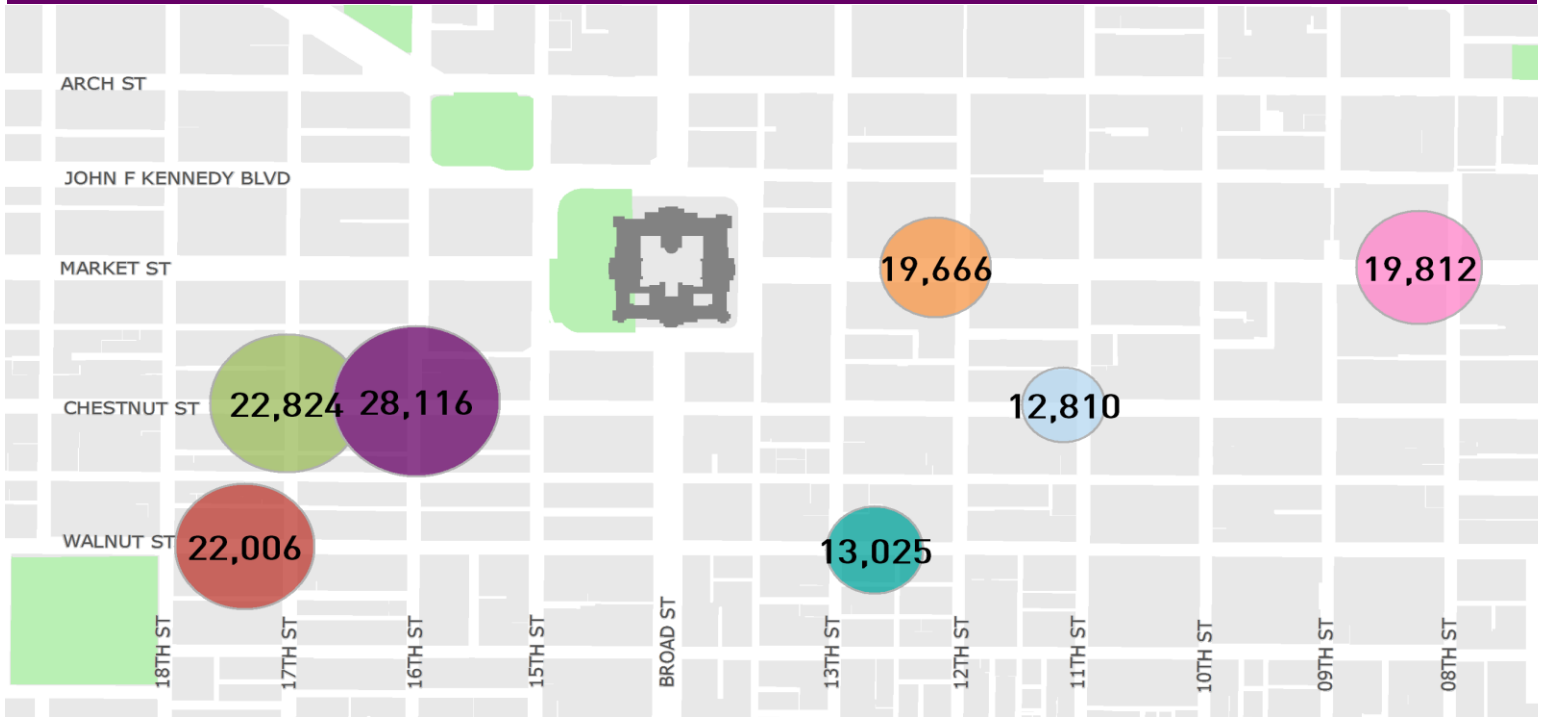 ARCH ST
JOHN F KENNEDY BLVD
MARKET ST
19,666
19,812
CHESTNUT ST
22,824
28,116
12,810
WALNUT ST
22,006
13,025
18TH ST
17TH ST
16TH ST
15TH ST
BROAD ST
13TH ST
12TH ST
11TH ST
10TH ST
09TH ST
08TH ST